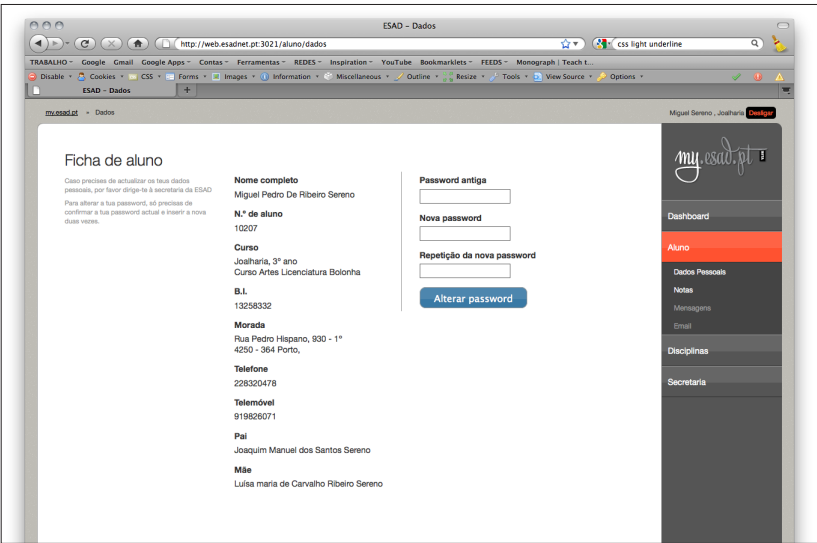 ESAD – Dados
http://web.esadnet.pt:3021/aluno/dados
css light underline
TRABALHO Google Gmail Google Apps Contas Ferramentas REDES Inspiration YouTube Bookmarklets FEEDS Monograph | Teach t...
Disable Cookies CSS Forms Images Information Miscellaneous Outline Resize Tools View Source Options
ESAD – Dados
my.esad.pt » Dados
Miguel Sereno , Joalharia Desligar
my.esad.pt
Ficha de aluno
Caso precises de actualizar os teus dados
pessoais, por favor dirige-te à secretaria da ESAD
Para alterar a tua password, só precisas de
confirmar a tua password actual e inserir a nova
duas vezes.
Nome completo
Miguel Pedro De Ribeiro Sereno
N.º de aluno
10207
Curso
Joalharia, 3º ano
Curso Artes Licenciatura Bolonha
B.I.
13258332
Morada
Rua Pedro Hispano, 930 - 1º
4250 - 364 Porto,
Telefone
228320478
Telemóvel
919826071
Pai
Joaquim Manuel dos Santos Sereno
Mãe
Luísa maria de Carvalho Ribeiro Sereno
Password antiga
Nova password
Repetição da nova password
Alterar password
Dashboard
Aluno
Dados Pessoais
Notas
Mensagens
Email
Disciplinas
Secretaria